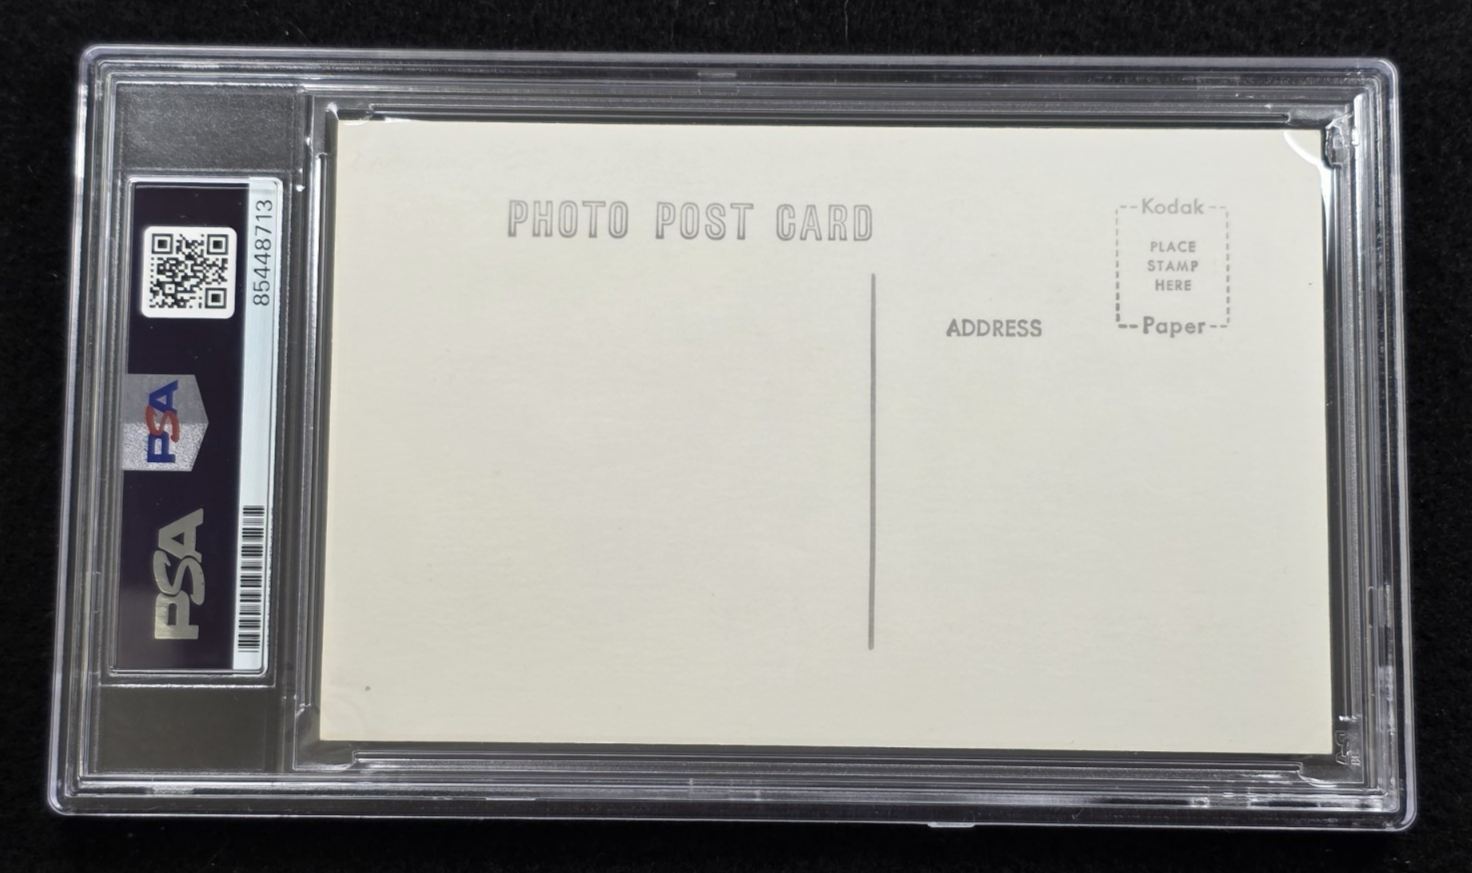 85448713
PSA
PSA
PHOTO POST CARD
Kodak
PLACE
STAMP
HERE
Paper
ADDRESS